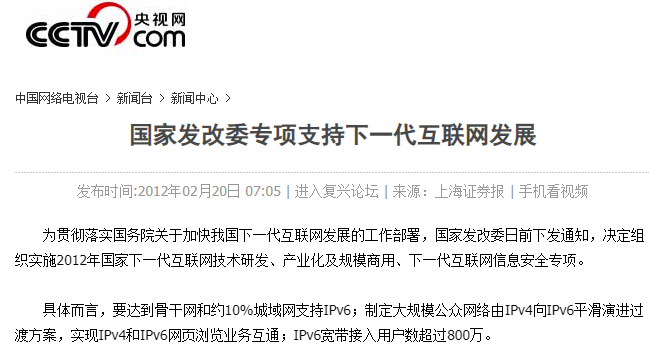 CCTV 央视网
com
中国网络电视台 > 新闻台 > 新闻中心 >
国家发改委专项支持下一代互联网发展
发布时间:2012年02月20日 07:05 | 进入复兴论坛 | 来源：上海证券报 | 手机看视频
为贯彻落实国务院关于加快我国下一代互联网发展的工作部署，国家发改委日前下发通知，决定组
织实施2012年国家下一代互联网技术研发、产业化及规模商用、下一代互联网信息安全专项。
具体而言，要达到骨干网和约10%城域网支持IPv6；制定大规模公众网络由IPv4向IPv6平滑演进过
渡方案，实现IPv4和IPv6网页浏览业务互通；IPv6宽带接入用户数超过800万。